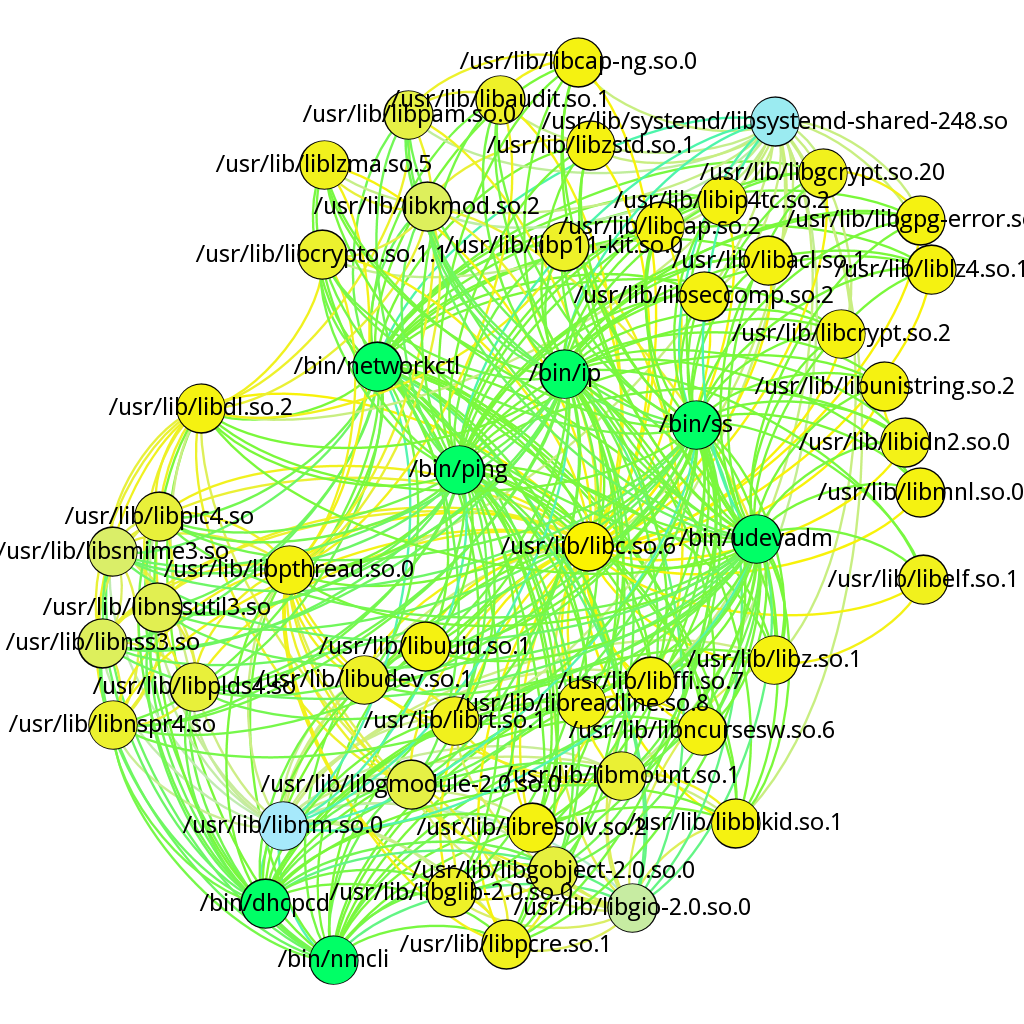 /usr/lib/libcap-ng.so.0
/usr/lib/libaudit.so.1
/usr/lib/libpam.so.0
/usr/lib/systemd/libsystemd-shared-248.so
/usr/lib/libzstd.so.1
/usr/lib/liblzma.so.5
/usr/lib/libgcrypt.so.20
/usr/lib/libip4tc.so.2
/usr/lib/libkmod.so.2
/usr/lib/libgpg-error.so
/usr/lib/libcap.so.2
/usr/lib/libp11-kit.so.0
/usr/lib/libcrypto.so.1.1
/usr/lib/libacl.so.1
/usr/lib/liblz4.so.1
/usr/lib/libseccomp.so.2
/usr/lib/libcrypt.so.2
/bin/networkctl
/bin/ip
/usr/lib/libunistring.so.2
/usr/lib/libdl.so.2
/bin/ss
/usr/lib/libidn2.so.0
/bin/ping
/usr/lib/libmnl.so.0
/usr/lib/libplc4.so
/bin/udevadm
/usr/lib/libc.so.6
/usr/lib/libsmime3.so
/usr/lib/libpthread.so.0
/usr/lib/libelf.so.1
/usr/lib/libnssutil3.so
/usr/lib/libnss3.so
/usr/lib/libuuid.so.1
/usr/lib/libz.so.1
/usr/lib/libudev.so.1
/usr/lib/libffi.so.7
/usr/lib/libplds4.so
/usr/lib/libreadline.so.8
/usr/lib/librt.so.1
/usr/lib/libnspr4.so
/usr/lib/libncursesw.so.6
/usr/lib/libmount.so.1
/usr/lib/libgmodule-2.0.so.0
/usr/lib/libblkid.so.1
/usr/lib/libnm.so.0
/usr/lib/libresolv.so.2
/usr/lib/libgobject-2.0.so.0
/usr/lib/libglib-2.0.so.0
/bin/dhcpcd
/usr/lib/libgio-2.0.so.0
/usr/lib/libpcre.so.1
/bin/nmcli